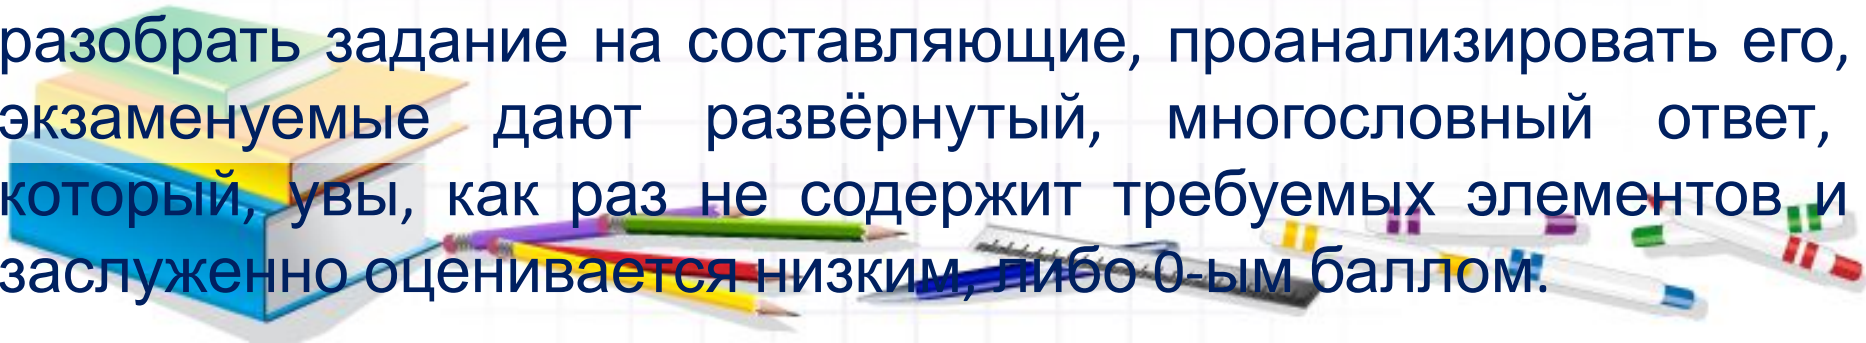 разобрать задание на составляющие, проанализировать его,
экзаменуемые дают развёрнутый, многословный ответ,
который, увы, как раз не содержит требуемых элементов и
заслуженно оценивается низким, либо 0-ым баллом.